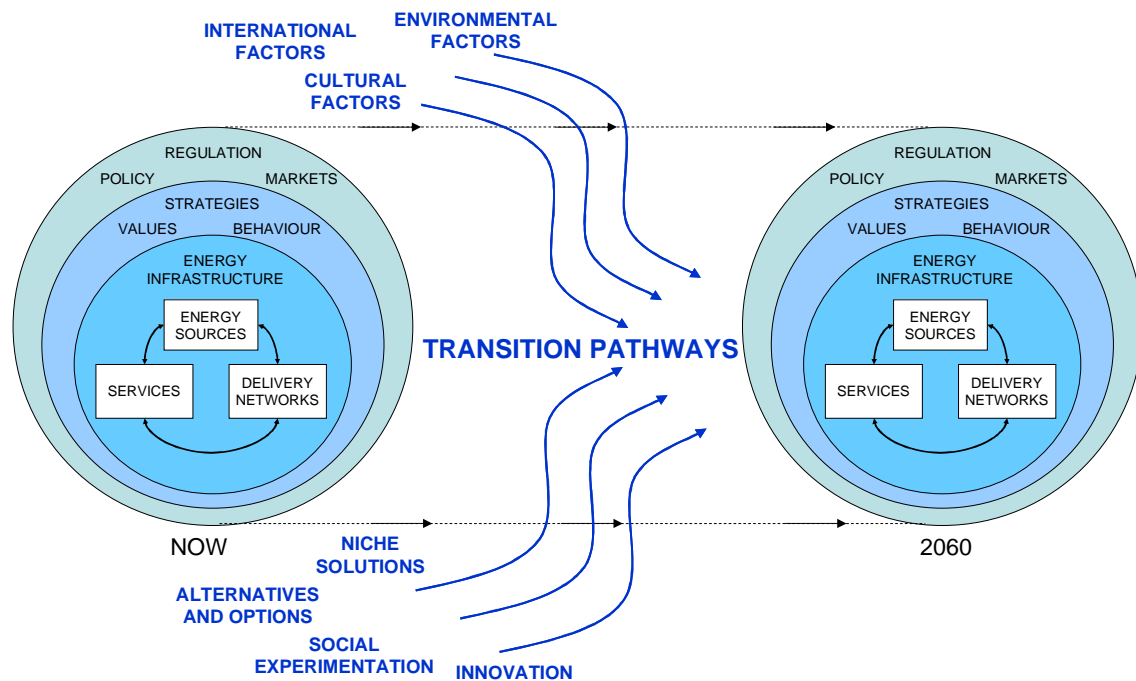 ENVIRONMENTAL
FACTORS
INTERNATIONAL
FACTORS
CULTURAL
FACTORS
REGULATION
POLICY
MARKETS
STRATEGIES
VALUES
BEHAVIOUR
ENERGY
INFRASTRUCTURE
ENERGY
SOURCES
SERVICES
DELIVERY
NETWORKS
NOW
TRANSITION PATHWAYS
REGULATION
POLICY
MARKETS
STRATEGIES
VALUES
BEHAVIOUR
ENERGY
INFRASTRUCTURE
ENERGY
SOURCES
SERVICES
DELIVERY
NETWORKS
2060
NICHE
SOLUTIONS
ALTERNATIVES
AND OPTIONS
SOCIAL
EXPERIMENTATION
INNOVATION